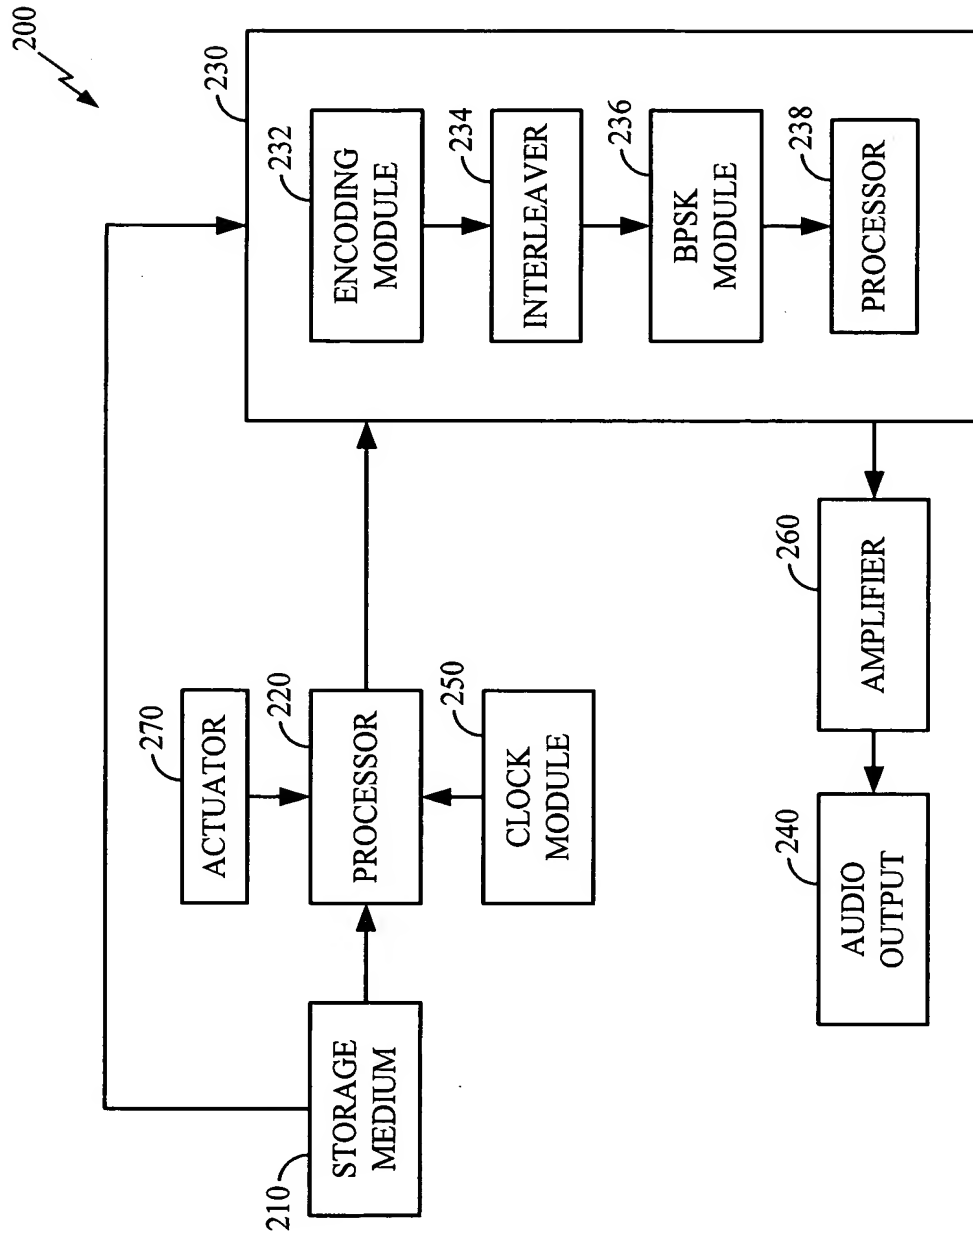 200
230
232
ENCODING
MODULE
234
INTERLEAVER
236
BPSK
MODULE
238
PROCESSOR
270
ACTUATOR
220
PROCESSOR
250
CLOCK
MODULE
210
STORAGE
MEDIUM
260
AMPLIFIER
240
AUDIO
OUTPUT